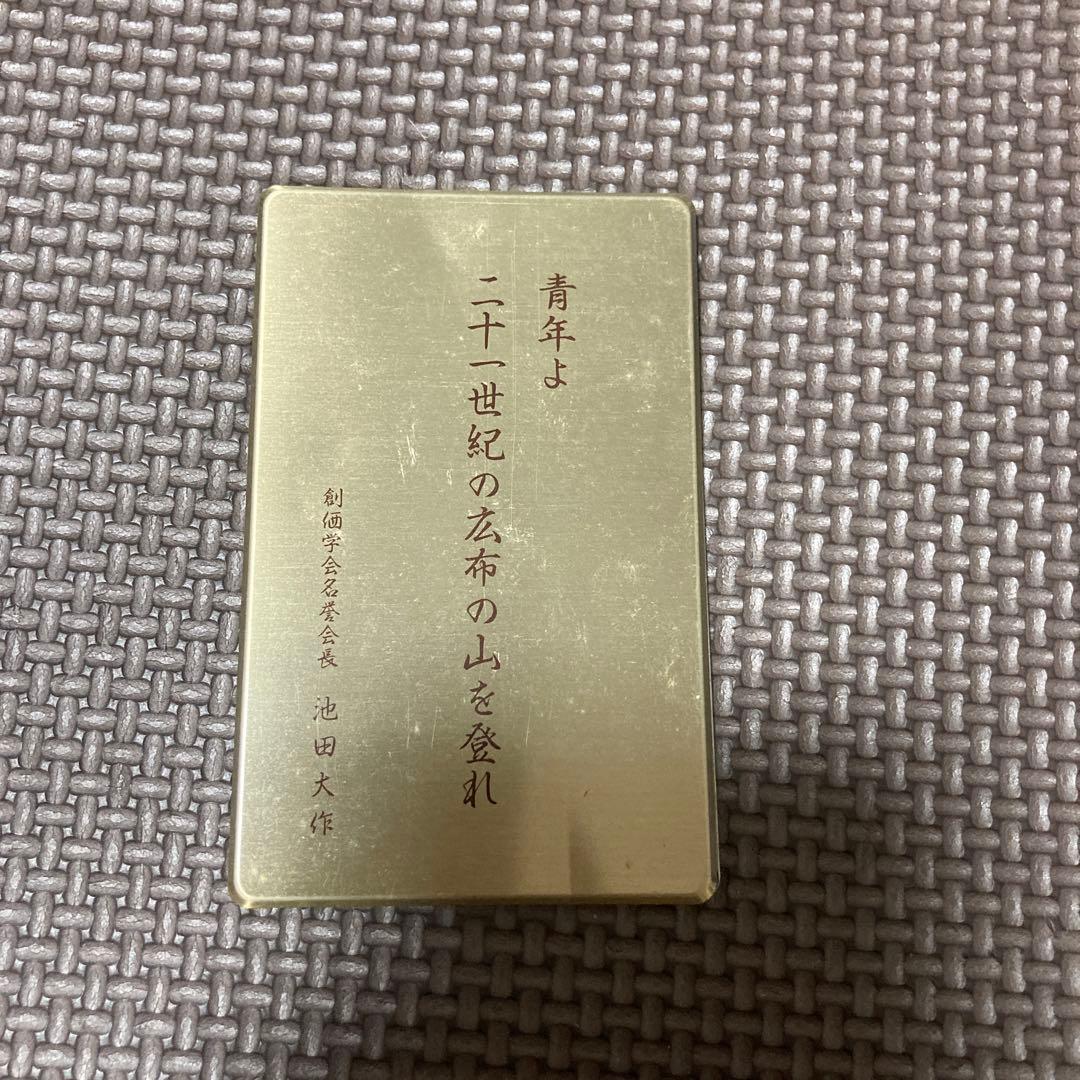 青年よ
二十一世紀の広布の山を登れ
創価学会名誉会長 池田大作